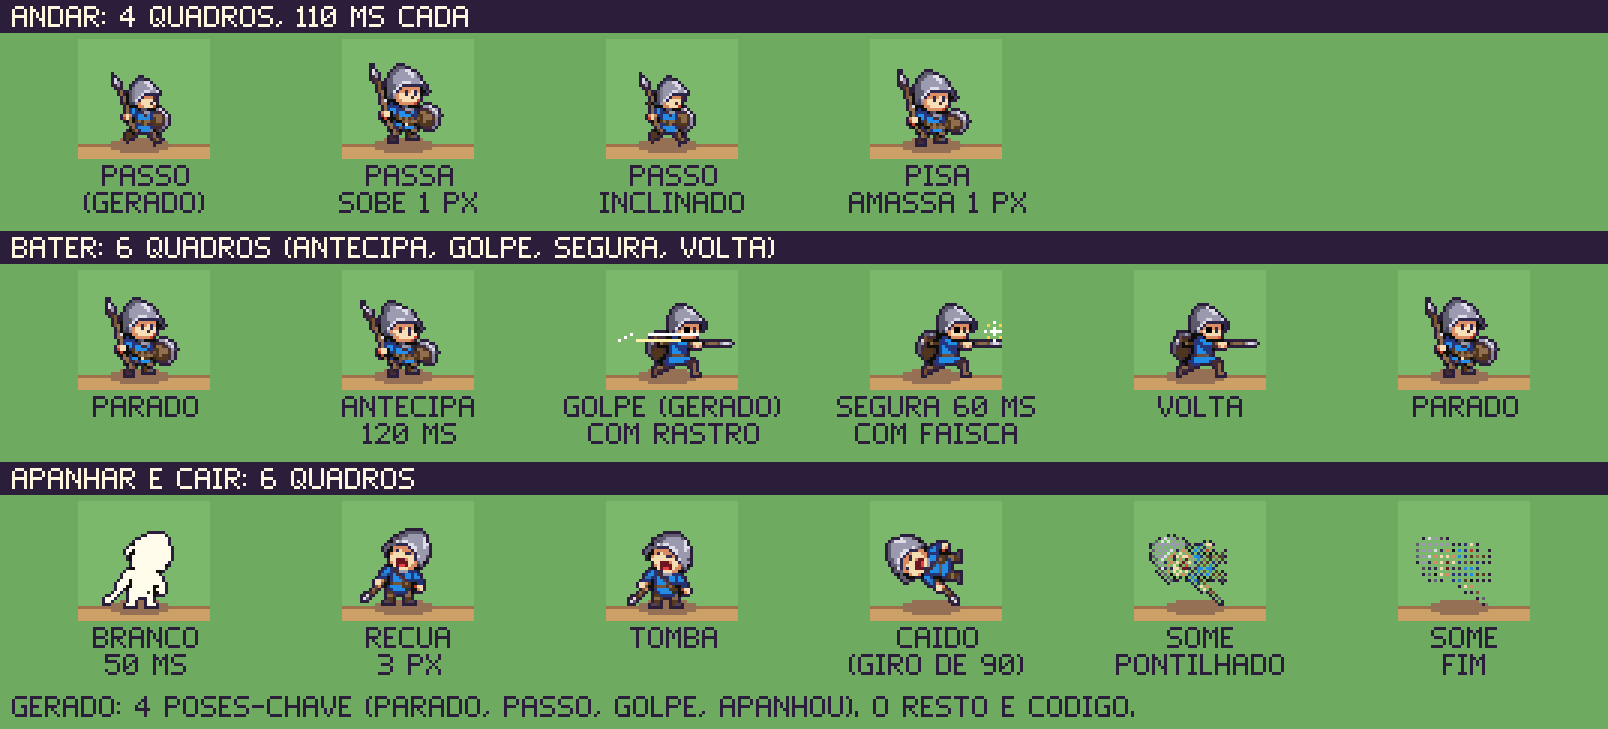 ANDAR: 4 QUADROS, 110 MS CADA
PASSO PASSA PASSO PISA
(GERADO) SOBE 1 PX INCLINADO AMASSA 1 PX
BATER: 6 QUADROS (ANTECIPA, GOLPE, SEGURA, VOLTA)
PARADO ANTECIPA GOLPE (GERADO) SEGURA 60 MS VOLTA PARADO
120 MS COM RASTRO COM FAISCA
APANHAR E CAIR: 6 QUADROS
BRANCO RECUA TOMBA CAIDO SOME SOME
50 MS 3 PX (GIRO DE 90) PONTILHADO FIM
GERADO: 4 POSES-CHAVE (PARADO, PASSO, GOLPE, APANHOU). O RESTO E CODIGO.